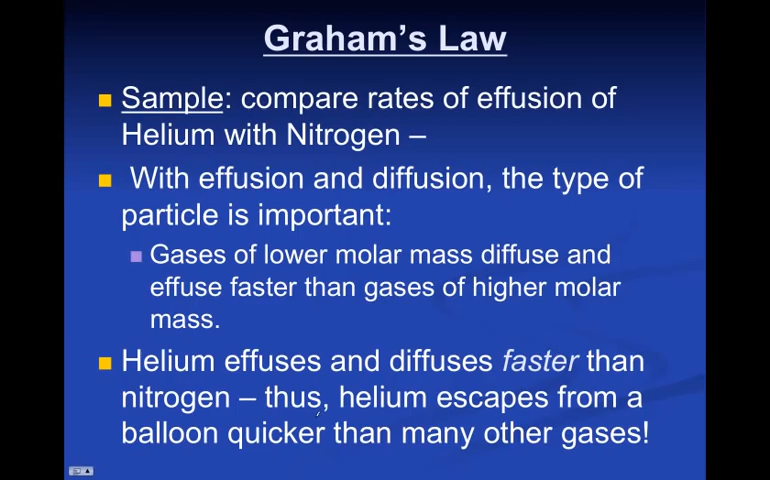 Graham’s Law
Sample: compare rates of effusion of
Helium with Nitrogen –
With effusion and diffusion, the type of
particle is important:
Gases of lower molar mass diffuse and
effuse faster than gases of higher molar
mass.
Helium effuses and diffuses faster than
nitrogen – thus, helium escapes from a
balloon quicker than many other gases!